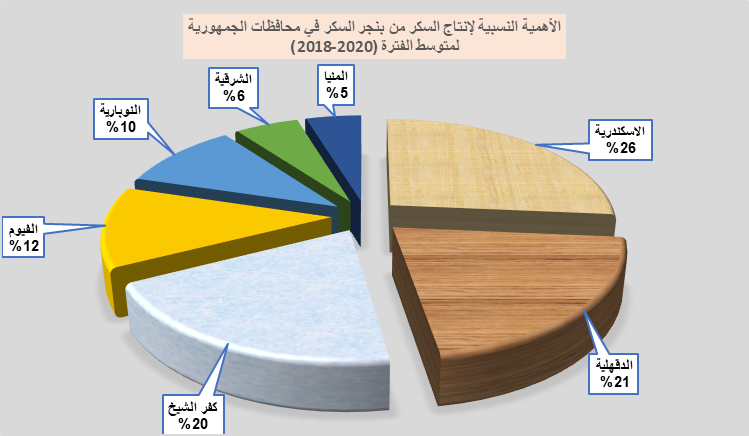 الأهمية النسبية لإنتاج السكر من بنجر السكر في محافظات الجمهورية
لمتوسط الفترة (2020-2018)
المنيا
%5
الشرقية
%6
النوبارية
%10
الاسكندرية
%26
الفيوم
%12
الدقهلية
%21
كفر الشيخ
%20